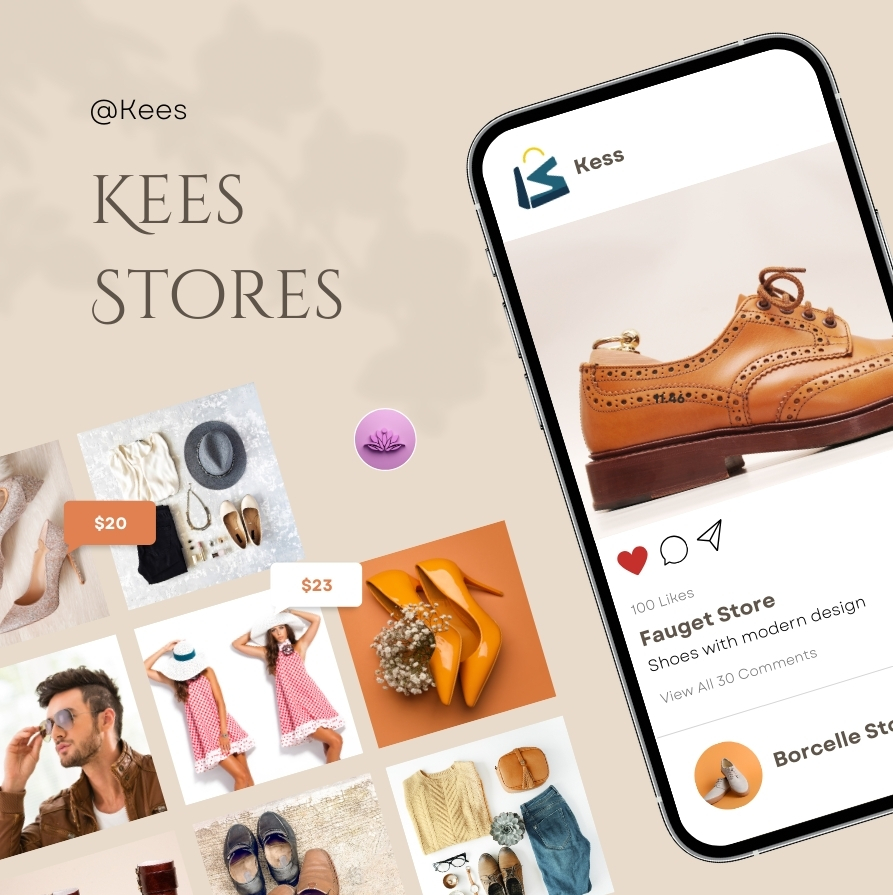 @Kees
KEES
STORES
Kess
$20
$23
11.46
100 Likes
Fauget Store
Shoes with modern design
View All 30 Comments
Borcelle Sto